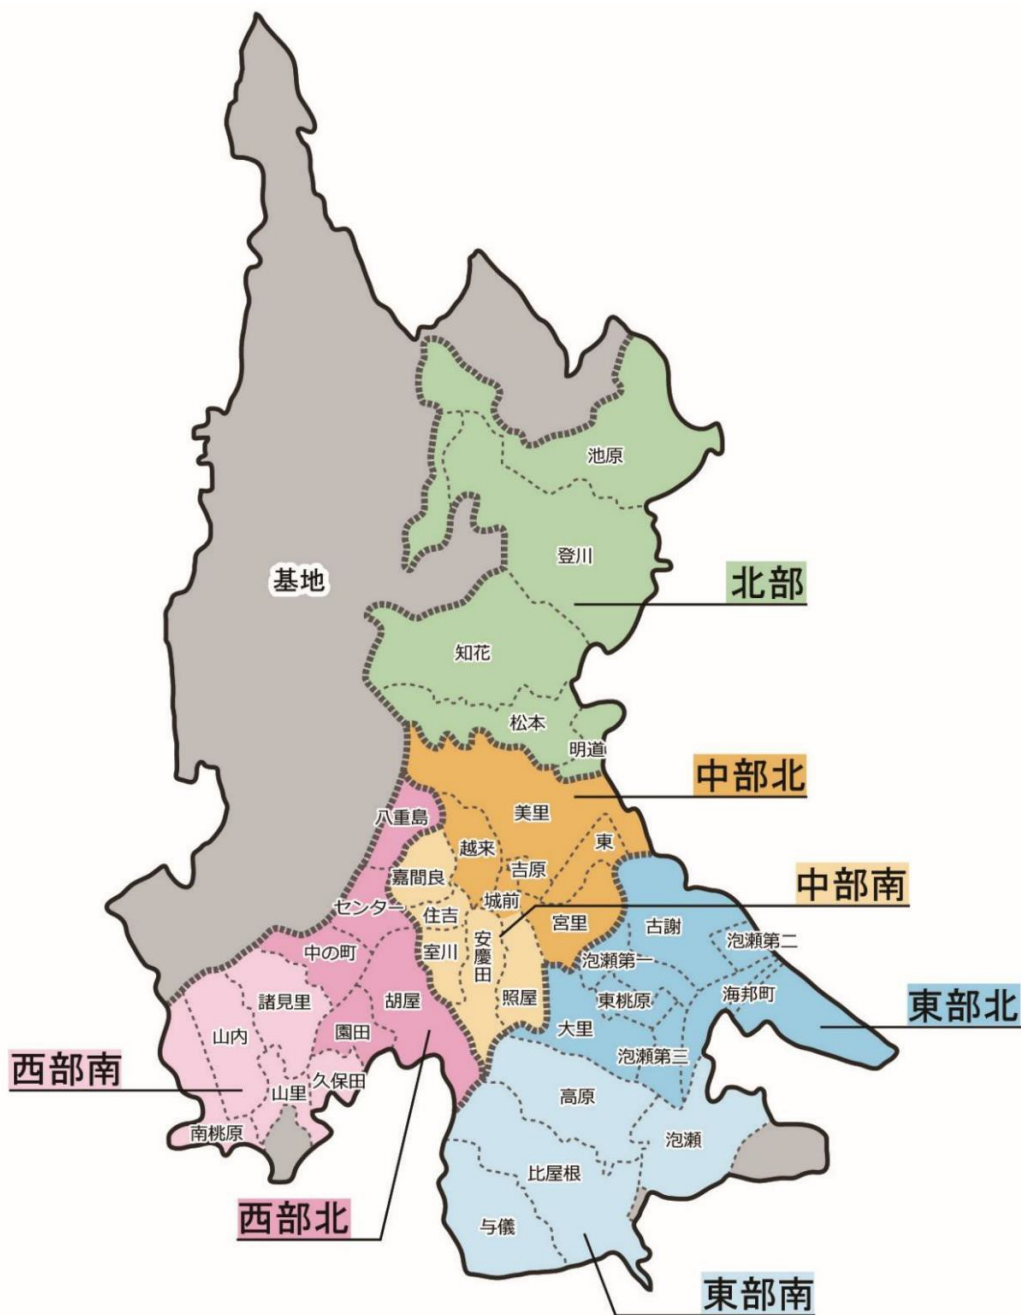 池原
登川
北部
基地
知花
松本
明道
中部北
美里
八重島
越来
東
吉原
嘉間良
中部南
城前
センター
住吉
宮里
古謝
安慶田
泡瀬第二
中の町
室川
泡瀬第一
諸見里
胡屋
照屋
東桃原
海邦町
東部北
山内
園田
大里
泡瀬第三
西部南
山里
久保田
高原
南桃原
泡瀬
比屋根
西部北
与儀
東部南